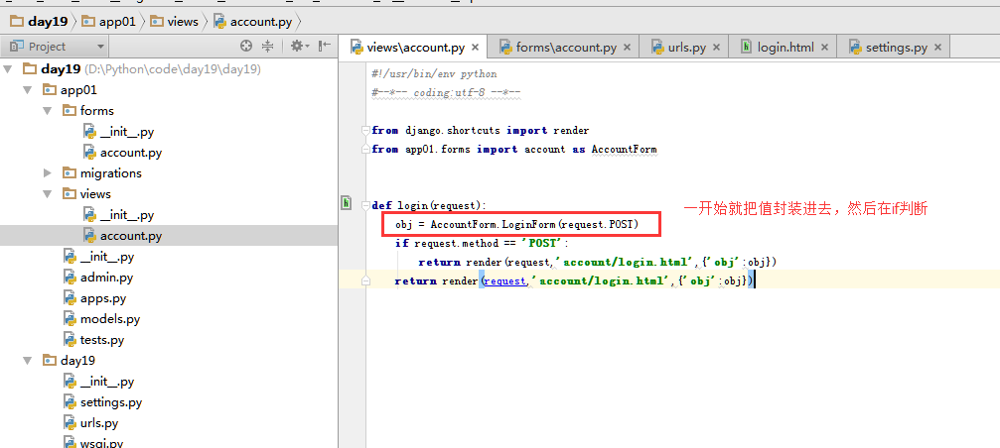 day19 app01 views account.py
Project
views\account.py forms\account.py urls.py login.html settings.py
day19 (D:\Python\code\day19\day19)
app01
forms
__init__.py
account.py
migrations
views
__init__.py
account.py
__init__.py
admin.py
apps.py
models.py
tests.py
day19
__init__.py
settings.py
urls.py
wsgi.py
#!/usr/bin/env python
#--*-- coding:utf-8 --*--
from django.shortcuts import render
from app01.forms import account as AccountForm
def login(request):
obj = AccountForm.LoginForm(request.POST)
一开始就把值封装进去，然后在if判断
if request.method == 'POST':
return render(request,'account/login.html',{'obj':obj})
return render(request,'account/login.html',{'obj':obj})